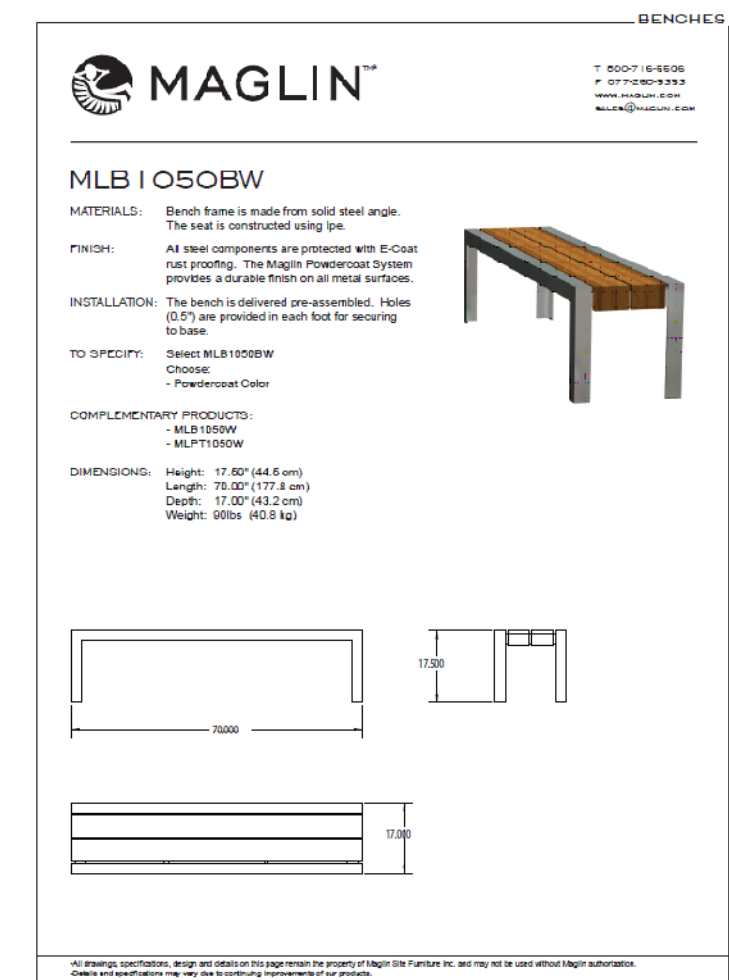 BENCHES
MAGLIN™
T 800-716-5506
F 877-260-9393
WWW.MAGLIN.COM
SALES@MAGLIN.COM
MLB1050BW
MATERIALS: Bench frame is made from solid steel angle.
The seat is constructed using Ipe.
FINISH: All steel components are protected with E-Coat
rust proofing. The Maglin Powdercoat System
provides a durable finish on all metal surfaces.
INSTALLATION: The bench is delivered pre-assembled. Holes
(0.5") are provided in each foot for securing
to base.
TO SPECIFY: Select MLB1050BW
Choose:
- Powdercoat Color
COMPLEMENTARY PRODUCTS:
- MLB1050W
- MLPT1050W
DIMENSIONS: Height: 17.50" (44.5 cm)
Length: 70.00" (177.8 cm)
Depth: 17.00" (43.2 cm)
Weight: 90lbs (40.8 kg)
17.500
70.000
17.000
-All drawings, specifications, design and details on this page remain the property of Maglin Site Furniture Inc. and may not be used without Maglin authorization.
-Details and specifications may vary due to continuing improvements of our products.